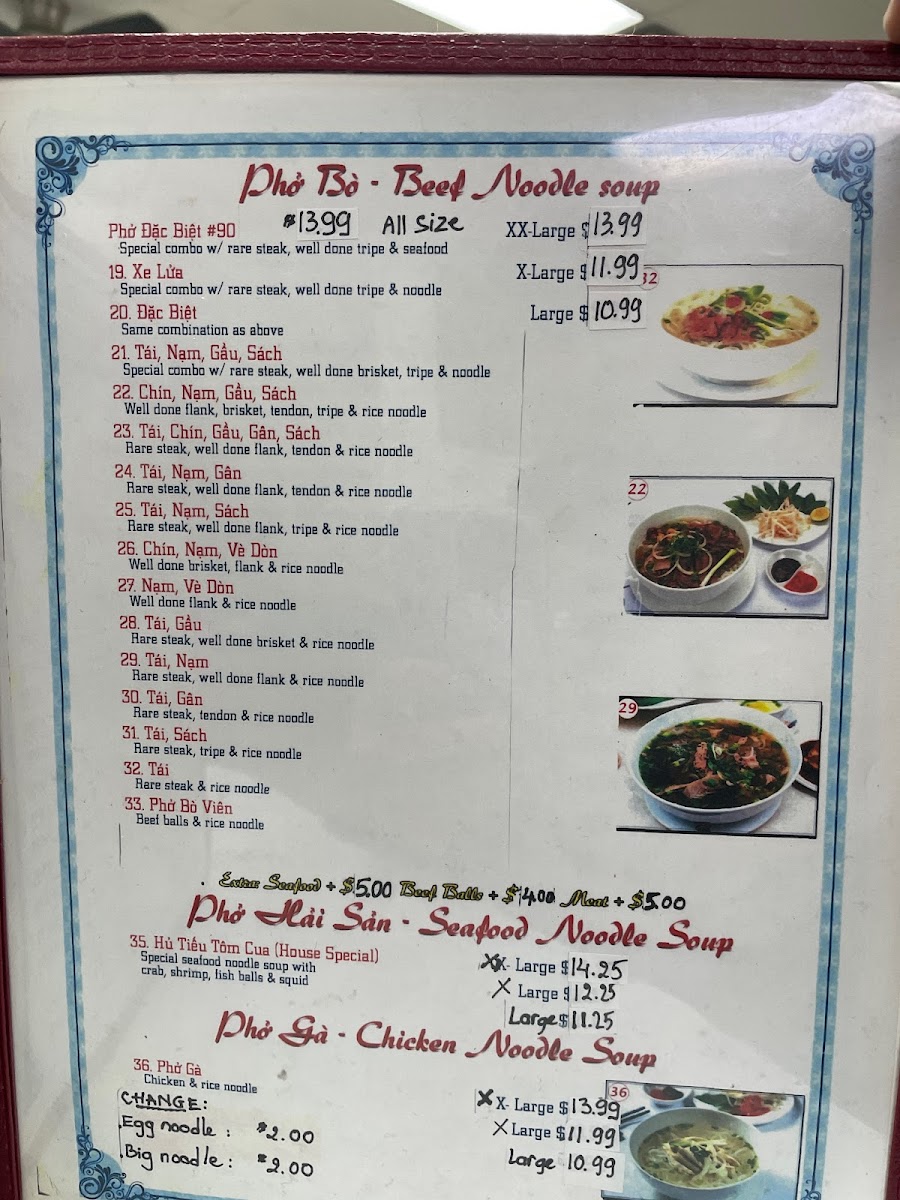 Phở Bò - Beef Noodle soup
Phở Đặc Biệt #90 $13.99 All Size XX-Large $13.99
Special combo w/ rare steak, well done tripe & seafood
19. Xe Lửa X-Large $11.99
Special combo w/ rare steak, well done tripe & noodle
32
20. Đặc Biệt Large $10.99
Same combination as above
21. Tái, Nạm, Gầu, Sách
Special combo w/ rare steak, well done brisket, tripe & noodle
22. Chín, Nạm, Gầu, Sách
Well done flank, brisket, tendon, tripe & rice noodle
23. Tái, Chín, Gầu, Gân, Sách
Rare steak, well done flank, tendon & rice noodle
24. Tái, Nạm, Gân
Rare steak, well done flank, tendon & rice noodle
22
25. Tái, Nạm, Sách
Rare steak, well done flank, tripe & rice noodle
26. Chín, Nạm, Vè Dòn
Well done brisket, flank & rice noodle
27. Nạm, Vè Dòn
Well done flank & rice noodle
28. Tái, Gầu
Rare steak, well done brisket & rice noodle
29. Tái, Nạm
Rare steak, well done flank & rice noodle
30. Tái, Gân
Rare steak, tendon & rice noodle
29
31. Tái, Sách
Rare steak, tripe & rice noodle
32. Tái
Rare steak & rice noodle
33. Phở Bò Viên
Beef balls & rice noodle
Extra: Seafood + $5.00 Beef Balls + $4.00 Meat + $5.00
Phở Hải Sản - Seafood Noodle Soup
35. Hủ Tiếu Tôm Cua (House Special)
Special seafood noodle soup with
crab, shrimp, fish balls & squid
XX- Large $14.25
X Large $12.25
Large $11.25
Phở Gà - Chicken Noodle Soup
36. Phở Gà
Chicken & rice noodle
36
CHANGE:
Egg noodle : $2.00
Big noodle : $2.00
XX- Large $13.99
X Large $11.99
Large 10.99